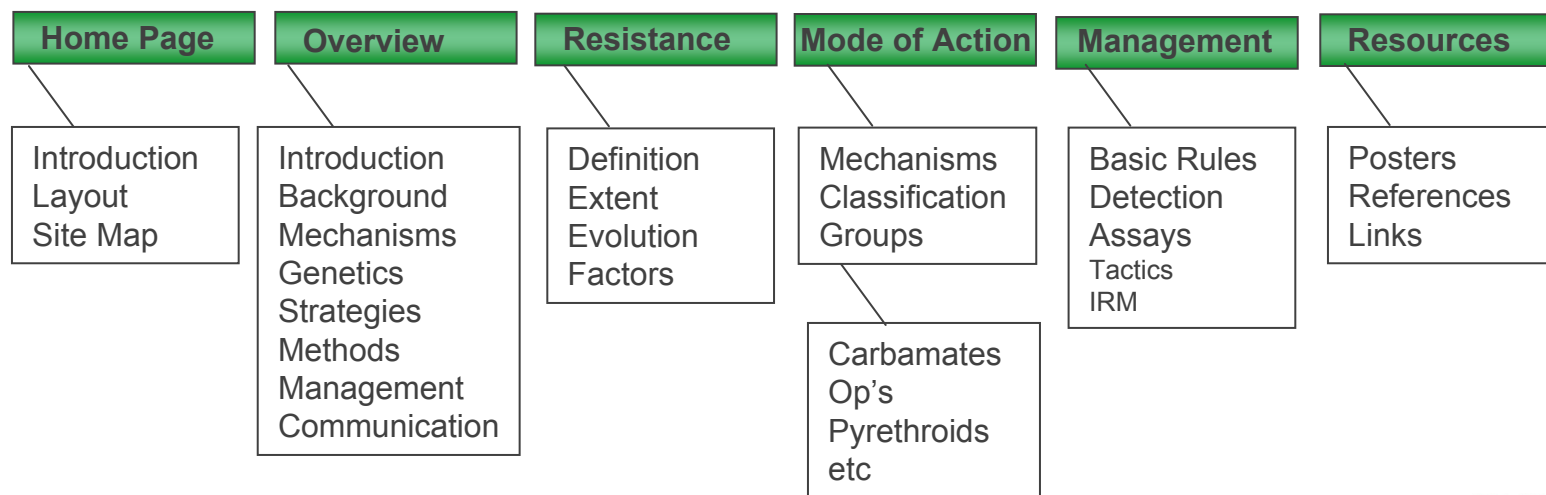 Home Page
Overview
Resistance
Mode of Action
Management
Resources
Introduction
Layout
Site Map
Introduction
Background
Mechanisms
Genetics
Strategies
Methods
Management
Communication
Definition
Extent
Evolution
Factors
Mechanisms
Classification
Groups
Carbamates
Op’s
Pyrethroids
etc
Basic Rules
Detection
Assays
Tactics
IRM
Posters
References
Links